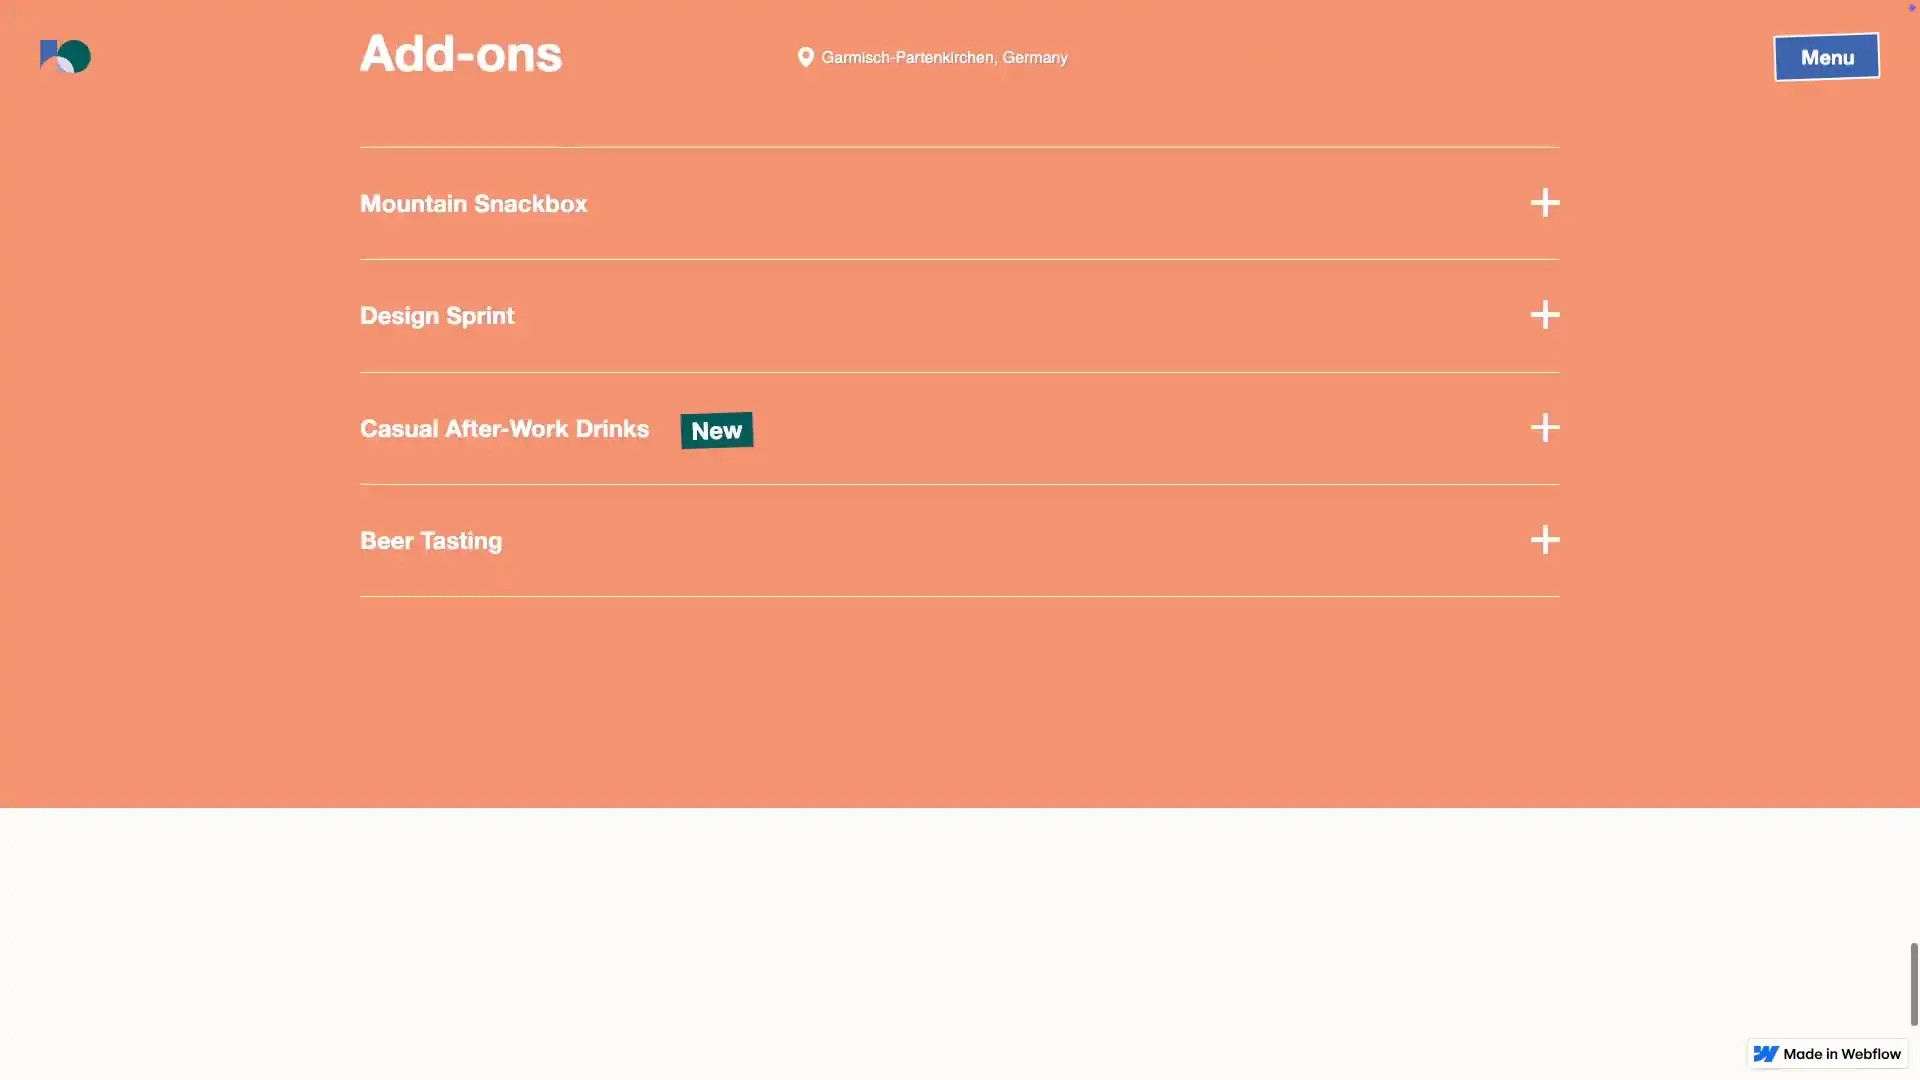 Add-ons
Garmisch-Partenkirchen, Germany
Menu
Mountain Snackbox
Design Sprint
Casual After-Work Drinks New
Beer Tasting
Made in Webflow